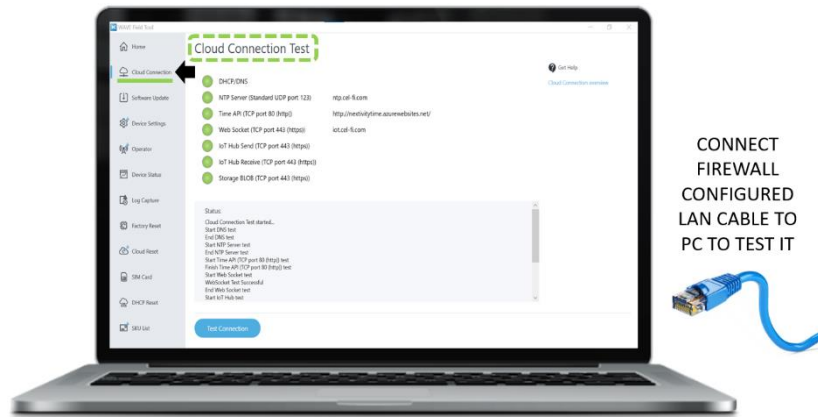 WAVE Field Tool
Home
Cloud Connection
Software Update
Device Settings
Operator
Device Status
Log Capture
Factory Reset
Cloud Reset
SIM Card
DHCP Reset
SKU List
Cloud Connection Test
DHCP/DNS
NTP Server (Standard UDP port 123) ntp.cel-fi.com
Time API (TCP port 80 (http)) http://nextivitytime.azurewebsites.net/
Web Socket (TCP port 443 (https)) iot.cel-fi.com
IoT Hub Send (TCP port 443 (https))
IoT Hub Receive (TCP port 443 (https))
Storage BLOB (TCP port 443 (https))
Get Help
Cloud Connection overview
Status:
Cloud Connection Test started...
Start DNS test
End DNS test
Start NTP Server test
End NTP Server test
Start Time API (TCP port 80 (http)) test
Finish Time API (TCP port 80 (http)) test
Start Web Socket test
WebSocket Test Successful
End Web Socket test
Start IoT Hub test
Test Connection
CONNECT
FIREWALL
CONFIGURED
LAN CABLE TO
PC TO TEST IT